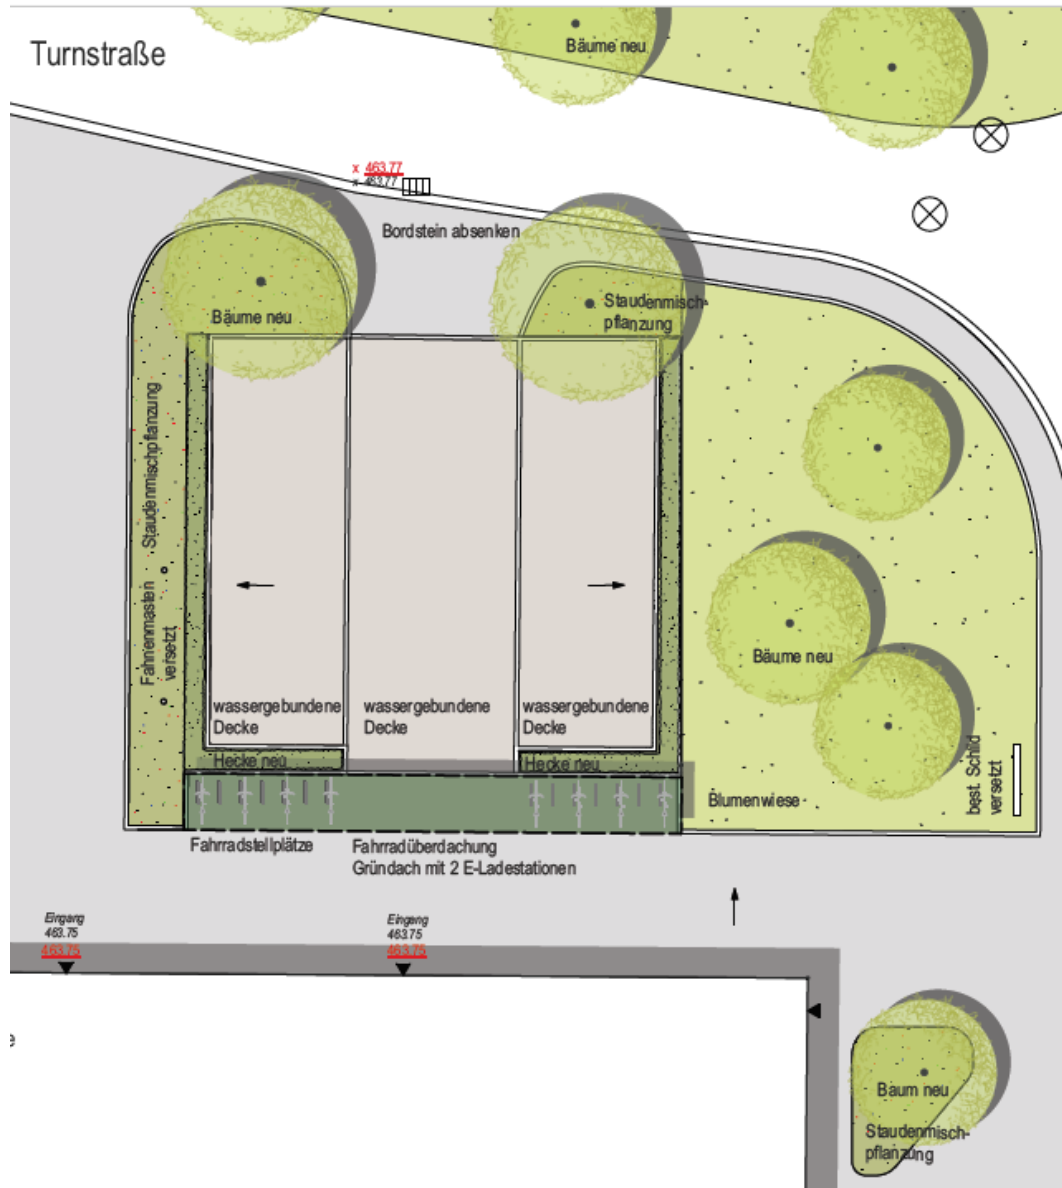 Turnstraße
Bäume neu
x 463.77
x 463.77
Bordstein absenken
Bäume neu
Staudenmisch-
pflanzung
Staudenmischpflanzung
Fahnenmasten
versetzt
wassergebundene
Decke
wassergebundene
Decke
wassergebundene
Decke
Bäume neu
Hecke neu
Hecke neu
best. Schild
versetzt
Blumenwiese
Fahrradstellplätze
Fahrradüberdachung
Gründach mit 2 E-Ladestationen
Eingang
463.75
463.75
Eingang
463.75
463.75
e
Baum neu
Staudenmisch-
pflanzung